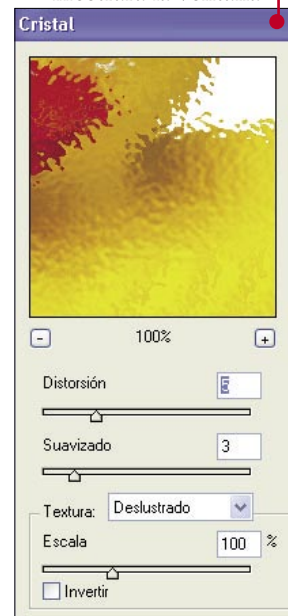 Cristal
- 100% +
Distorsión
Suavizado 3
Textura: Deslustrado
Escala 100 %
Invertir